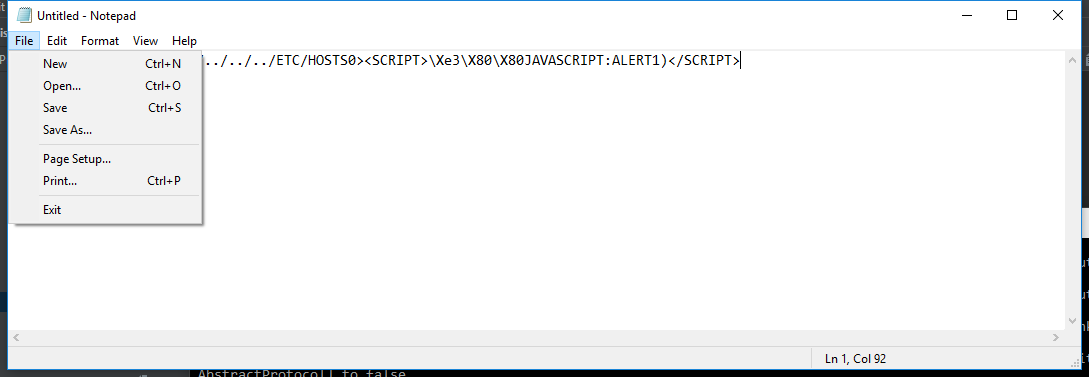 Untitled - Notepad
File Edit Format View Help
../../../ETC/HOSTS0><SCRIPT>\Xe3\X80\X80JAVASCRIPT:ALERT1)</SCRIPT>
New Ctrl+N
Open... Ctrl+O
Save Ctrl+S
Save As...
Page Setup...
Print... Ctrl+P
Exit
Ln 1, Col 92
AbstractProtocol] to false